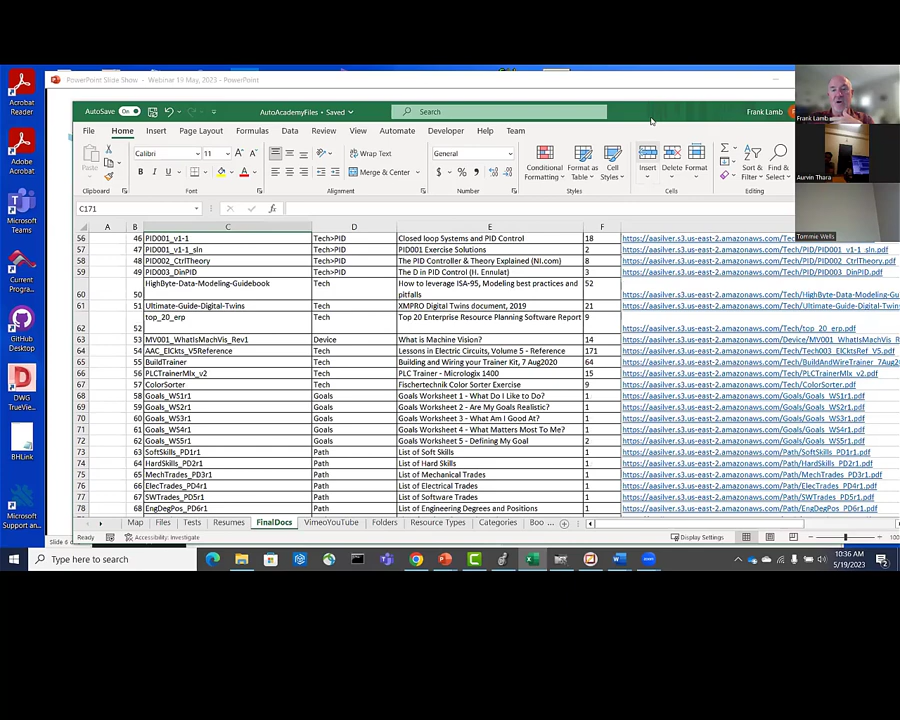 PowerPoint Slide Show - Webinar 19 May, 2023 - PowerPoint
Acrobat Reader
Adobe Acrobat
Microsoft Teams
Current Progra...
GitHub Desktop
DWG TrueVie...
BHLink
Microsoft Support an...
AutoSave On AutoAcademyFiles • Saved Search Frank Lamb
File Home Insert Page Layout Formulas Data Review View Automate Developer Help Team
Paste Calibri 11 A A Wrap Text General Conditional Formatting Format as Table Cell Styles Insert Delete Format Sort & Filter Find & Select
B I U Merge & Center $ % 9
Clipboard Font Alignment Number Styles Cells
C171 fx
A B C D E F
56 46 PID001_v1-1 Tech>PID Closed loop Systems and PID Control 18 https://aasilver.s3.us-east-2.amazonaws.com/Tec
57 47 PID001_v1-1_sln Tech>PID PID001 Exercise Solutions 2 https://aasilver.s3.us-east-2.amazonaws.com/Tech/PID/PID001_v1-1_sln.pdf
58 48 PID002_CtrlTheory Tech>PID The PID Controller & Theory Explained (NI.com) 8 https://aasilver.s3.us-east-2.amazonaws.com/Tech/PID/PID002_CtrlTheory.pdf
59 49 PID003_DinPID Tech>PID The D in PID Control (H. Ennulat) 3 https://aasilver.s3.us-east-2.amazonaws.com/Tech/PID/PID003_DinPID.pdf
60 50 HighByte-Data-Modeling-Guidebook Tech How to leverage ISA-95, Modeling best practices and pitfalls 52 https://aasilver.s3.us-east-2.amazonaws.com/Tech/HighByte-Data-Modeling-Gu
61 51 Ultimate-Guide-Digital-Twins Tech XMPRO Digital Twins document, 2019 21 https://aasilver.s3.us-east-2.amazonaws.com/Tech/Ultimate-Guide-Digital-Twins
62 52 top_20_erp Tech Top 20 Enterprise Resource Planning Software Report 9 https://aasilver.s3.us-east-2.amazonaws.com/Tech/top_20_erp.pdf
63 53 MV001_WhatIsMachVis_Rev1 Device What is Machine Vision? 14 https://aasilver.s3.us-east-2.amazonaws.com/Device/MV001_WhatIsMachVis_R
64 54 AAC_ElCkts_V5Reference Tech Lessons in Electric Circuits, Volume 5 - Reference 171 https://aasilver.s3.us-east-2.amazonaws.com/Tech/Tech003_ElCktsRef_V5.pdf
65 55 BuildTrainer Tech Building and Wiring your Trainer Kit, 7 Aug2020 64 https://aasilver.s3.us-east-2.amazonaws.com/Tech/BuildAndWireTrainer_7Aug
66 56 PLCTrainerMlx_v2 Tech PLC Trainer - Micrologix 1400 15 https://aasilver.s3.us-east-2.amazonaws.com/Tech/PLCTrainerMlx_v2.pdf
67 57 ColorSorter Tech Fischertechnik Color Sorter Exercise 9 https://aasilver.s3.us-east-2.amazonaws.com/Tech/ColorSorter.pdf
68 58 Goals_WS1r1 Goals Goals Worksheet 1 - What Do I Like to Do? 1 https://aasilver.s3.us-east-2.amazonaws.com/Goals/Goals_WS1r1.pdf
69 59 Goals_WS2r1 Goals Goals Worksheet 2 - Are My Goals Realistic? 1 https://aasilver.s3.us-east-2.amazonaws.com/Goals/Goals_WS2r1.pdf
70 60 Goals_WS3r1 Goals Goals Worksheet 3 - What Am I Good At? 1 https://aasilver.s3.us-east-2.amazonaws.com/Goals/Goals_WS3r1.pdf
71 61 Goals_WS4r1 Goals Goals Worksheet 4 - What Matters Most To Me? 1 https://aasilver.s3.us-east-2.amazonaws.com/Goals/Goals_WS4r1.pdf
72 62 Goals_WS5r1 Goals Goals Worksheet 5 - Defining My Goal 2 https://aasilver.s3.us-east-2.amazonaws.com/Goals/Goals_WS5r1.pdf
73 63 SoftSkills_PD1r1 Path List of Soft Skills 1 https://aasilver.s3.us-east-2.amazonaws.com/Path/SoftSkills_PD1r1.pdf
74 64 HardSkills_PD2r1 Path List of Hard Skills 1 https://aasilver.s3.us-east-2.amazonaws.com/Path/HardSkills_PD2r1.pdf
75 65 MechTrades_PD3r1 Path List of Mechanical Trades 1 https://aasilver.s3.us-east-2.amazonaws.com/Path/MechTrades_PD3r1.pdf
76 66 ElecTrades_PD4r1 Path List of Electrical Trades 1 https://aasilver.s3.us-east-2.amazonaws.com/Path/ElecTrades_PD4r1.pdf
77 67 SWTrades_PD5r1 Path List of Software Trades 1 https://aasilver.s3.us-east-2.amazonaws.com/Path/SWTrades_PD5r1.pdf
78 68 EngDegPos_PD6r1 Path List of Engineering Degrees and Positions 1 https://aasilver.s3.us-east-2.amazonaws.com/Path/EngDegPos_PD6r1.pdf
Map Files Tests Resumes FinalDocs VimeoYouTube Folders Resource Types Categories Boo ...
Ready Accessibility: Investigate Display Settings 100
Slide 6
Frank Lamb
Aurvin Thara
Tommie Wells
Type here to search
10:36 AM
5/19/2023
2